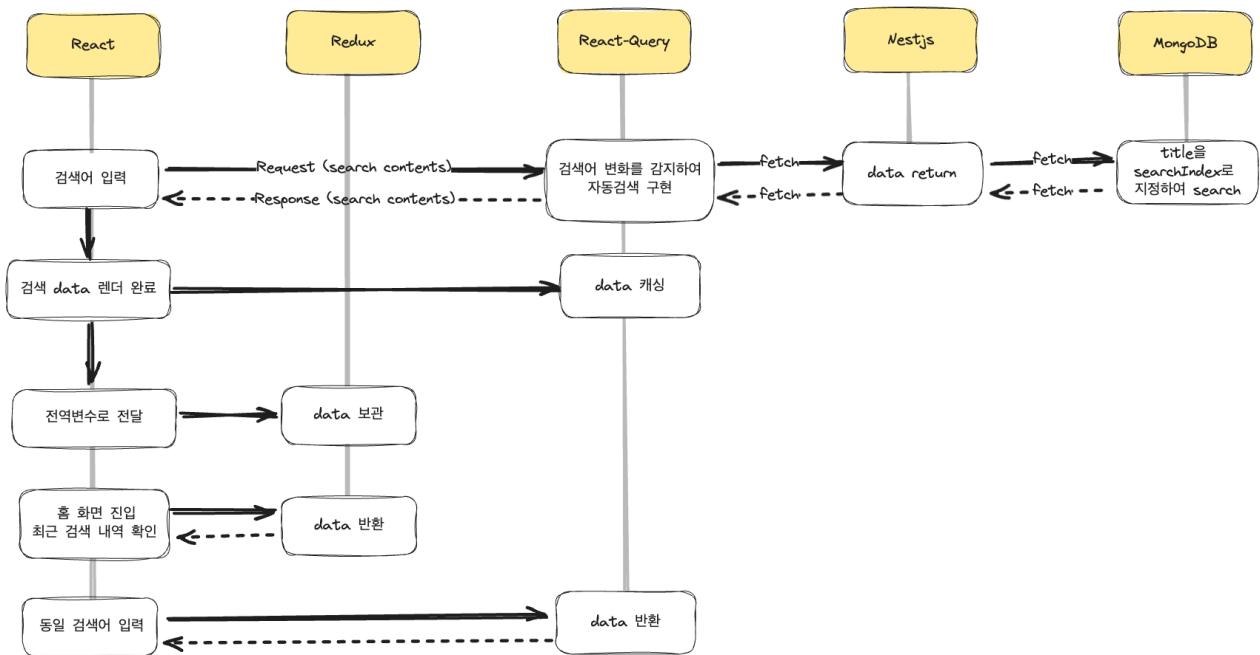 React
Redux
React-Query
Nestjs
MongoDB
검색어 입력
Request (search contents)
Response (search contents)
검색어 변화를 감지하여
자동검색 구현
fetch
fetch
data return
fetch
fetch
title을
searchIndex로
지정하여 search
검색 data 렌더 완료
data 캐싱
전역변수로 전달
data 보관
홈 화면 진입
최근 검색 내역 확인
data 반환
동일 검색어 입력
data 반환